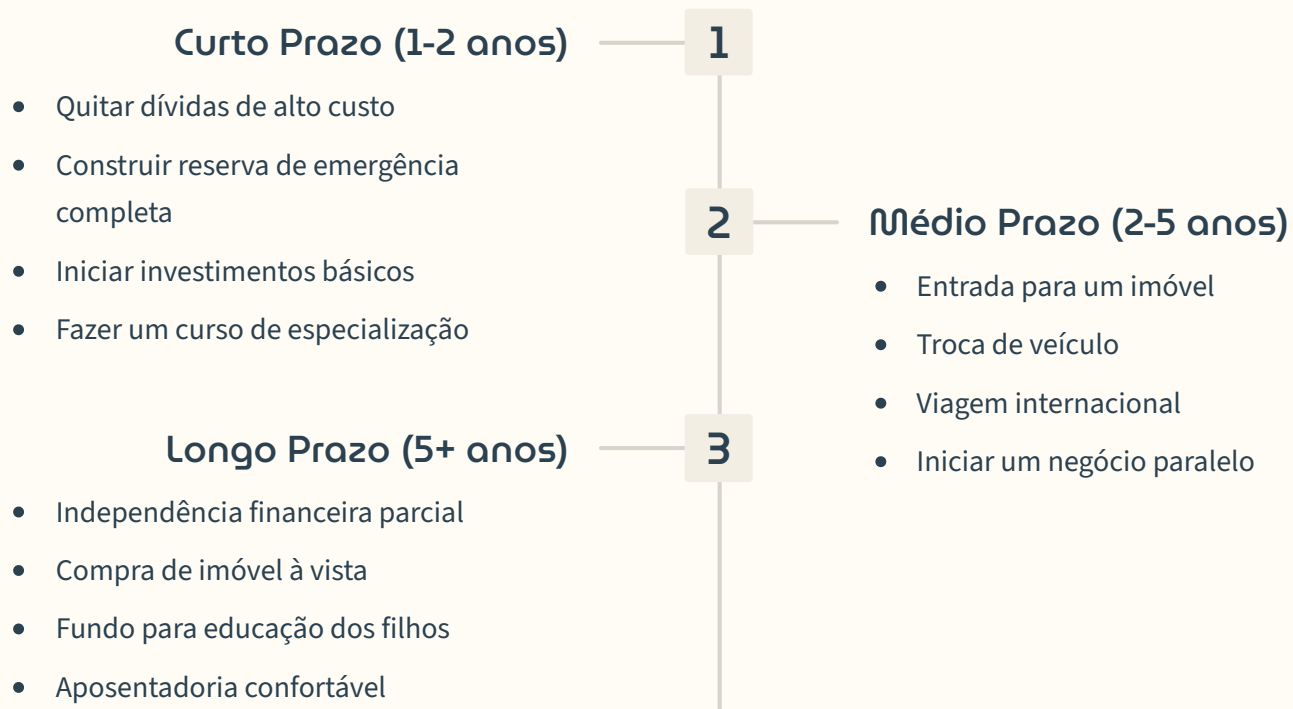 Curto Prazo (1-2 anos)
1
• Quitar dívidas de alto custo
• Construir reserva de emergência
completa
• Iniciar investimentos básicos
• Fazer um curso de especialização
2
Médio Prazo (2-5 anos)
• Entrada para um imóvel
• Troca de veículo
• Viagem internacional
• Iniciar um negócio paralelo
Longo Prazo (5+ anos)
3
• Independência financeira parcial
• Compra de imóvel à vista
• Fundo para educação dos filhos
• Aposentadoria confortável